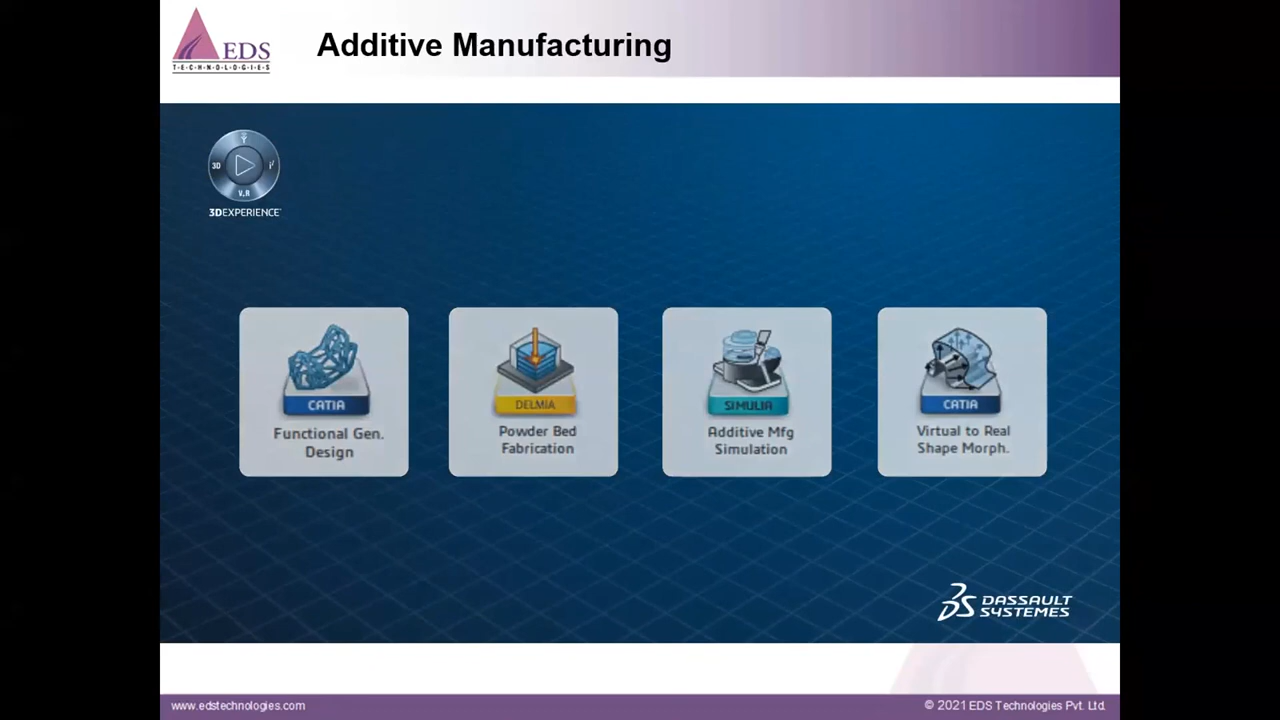 EDS
T·E·C·H·N·O·L·O·G·I·E·S
Additive Manufacturing
3D
V.R
3DEXPERIENCE
CATIA
Functional Gen.
Design
DELMIA
Powder Bed
Fabrication
SIMULIA
Additive Mfg
Simulation
CATIA
Virtual to Real
Shape Morph.
DASSAULT
SYSTEMES
www.edstechnologies.com
© 2021 EDS Technologies Pvt. Ltd.